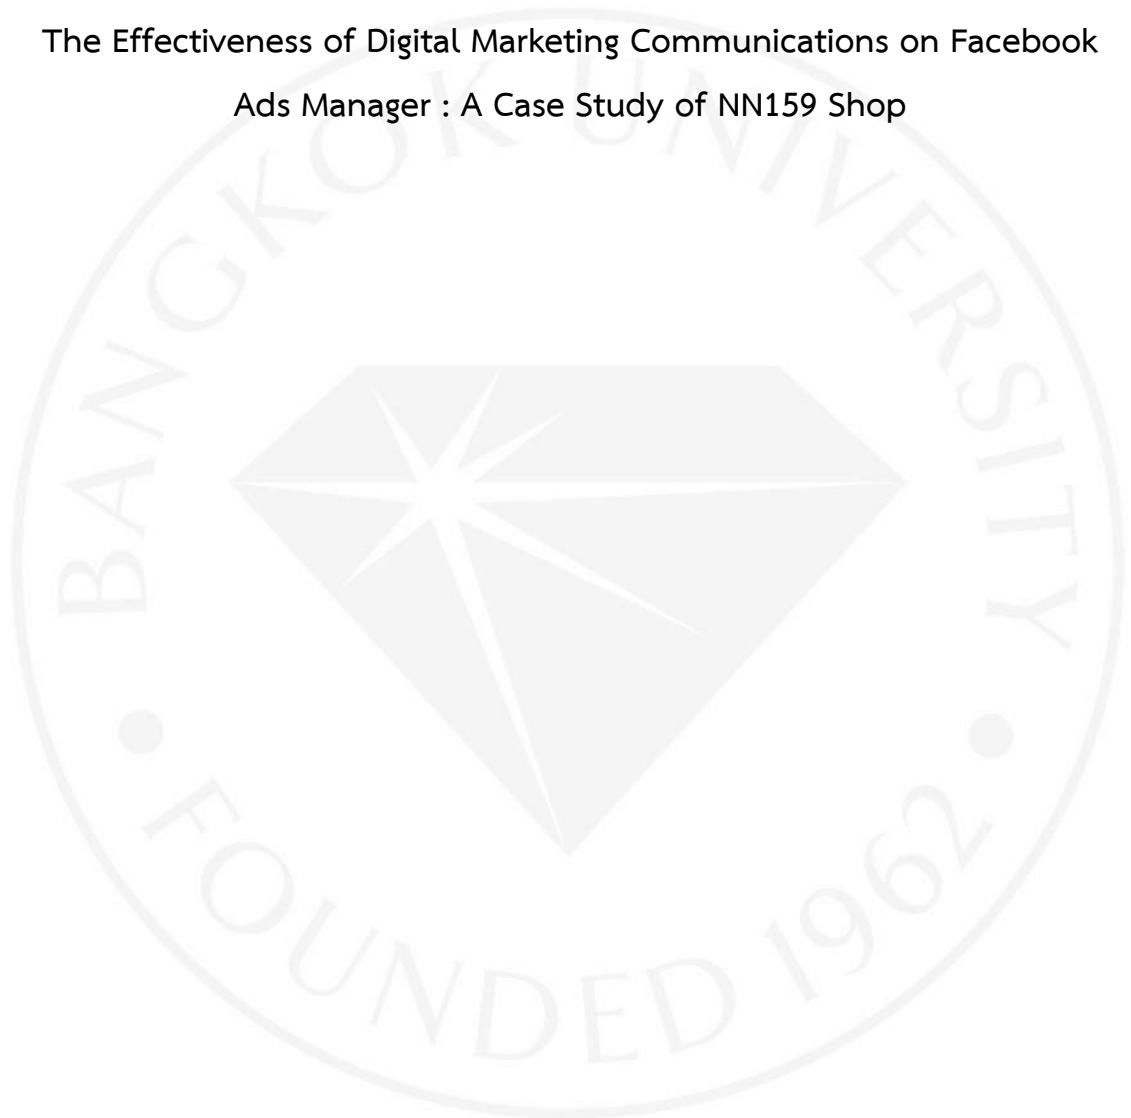 The Effectiveness of Digital Marketing Communications on Facebook
Ads Manager : A Case Study of NN159 Shop
BANGKOK UNIVERSITY
• FOUNDED 1962 •